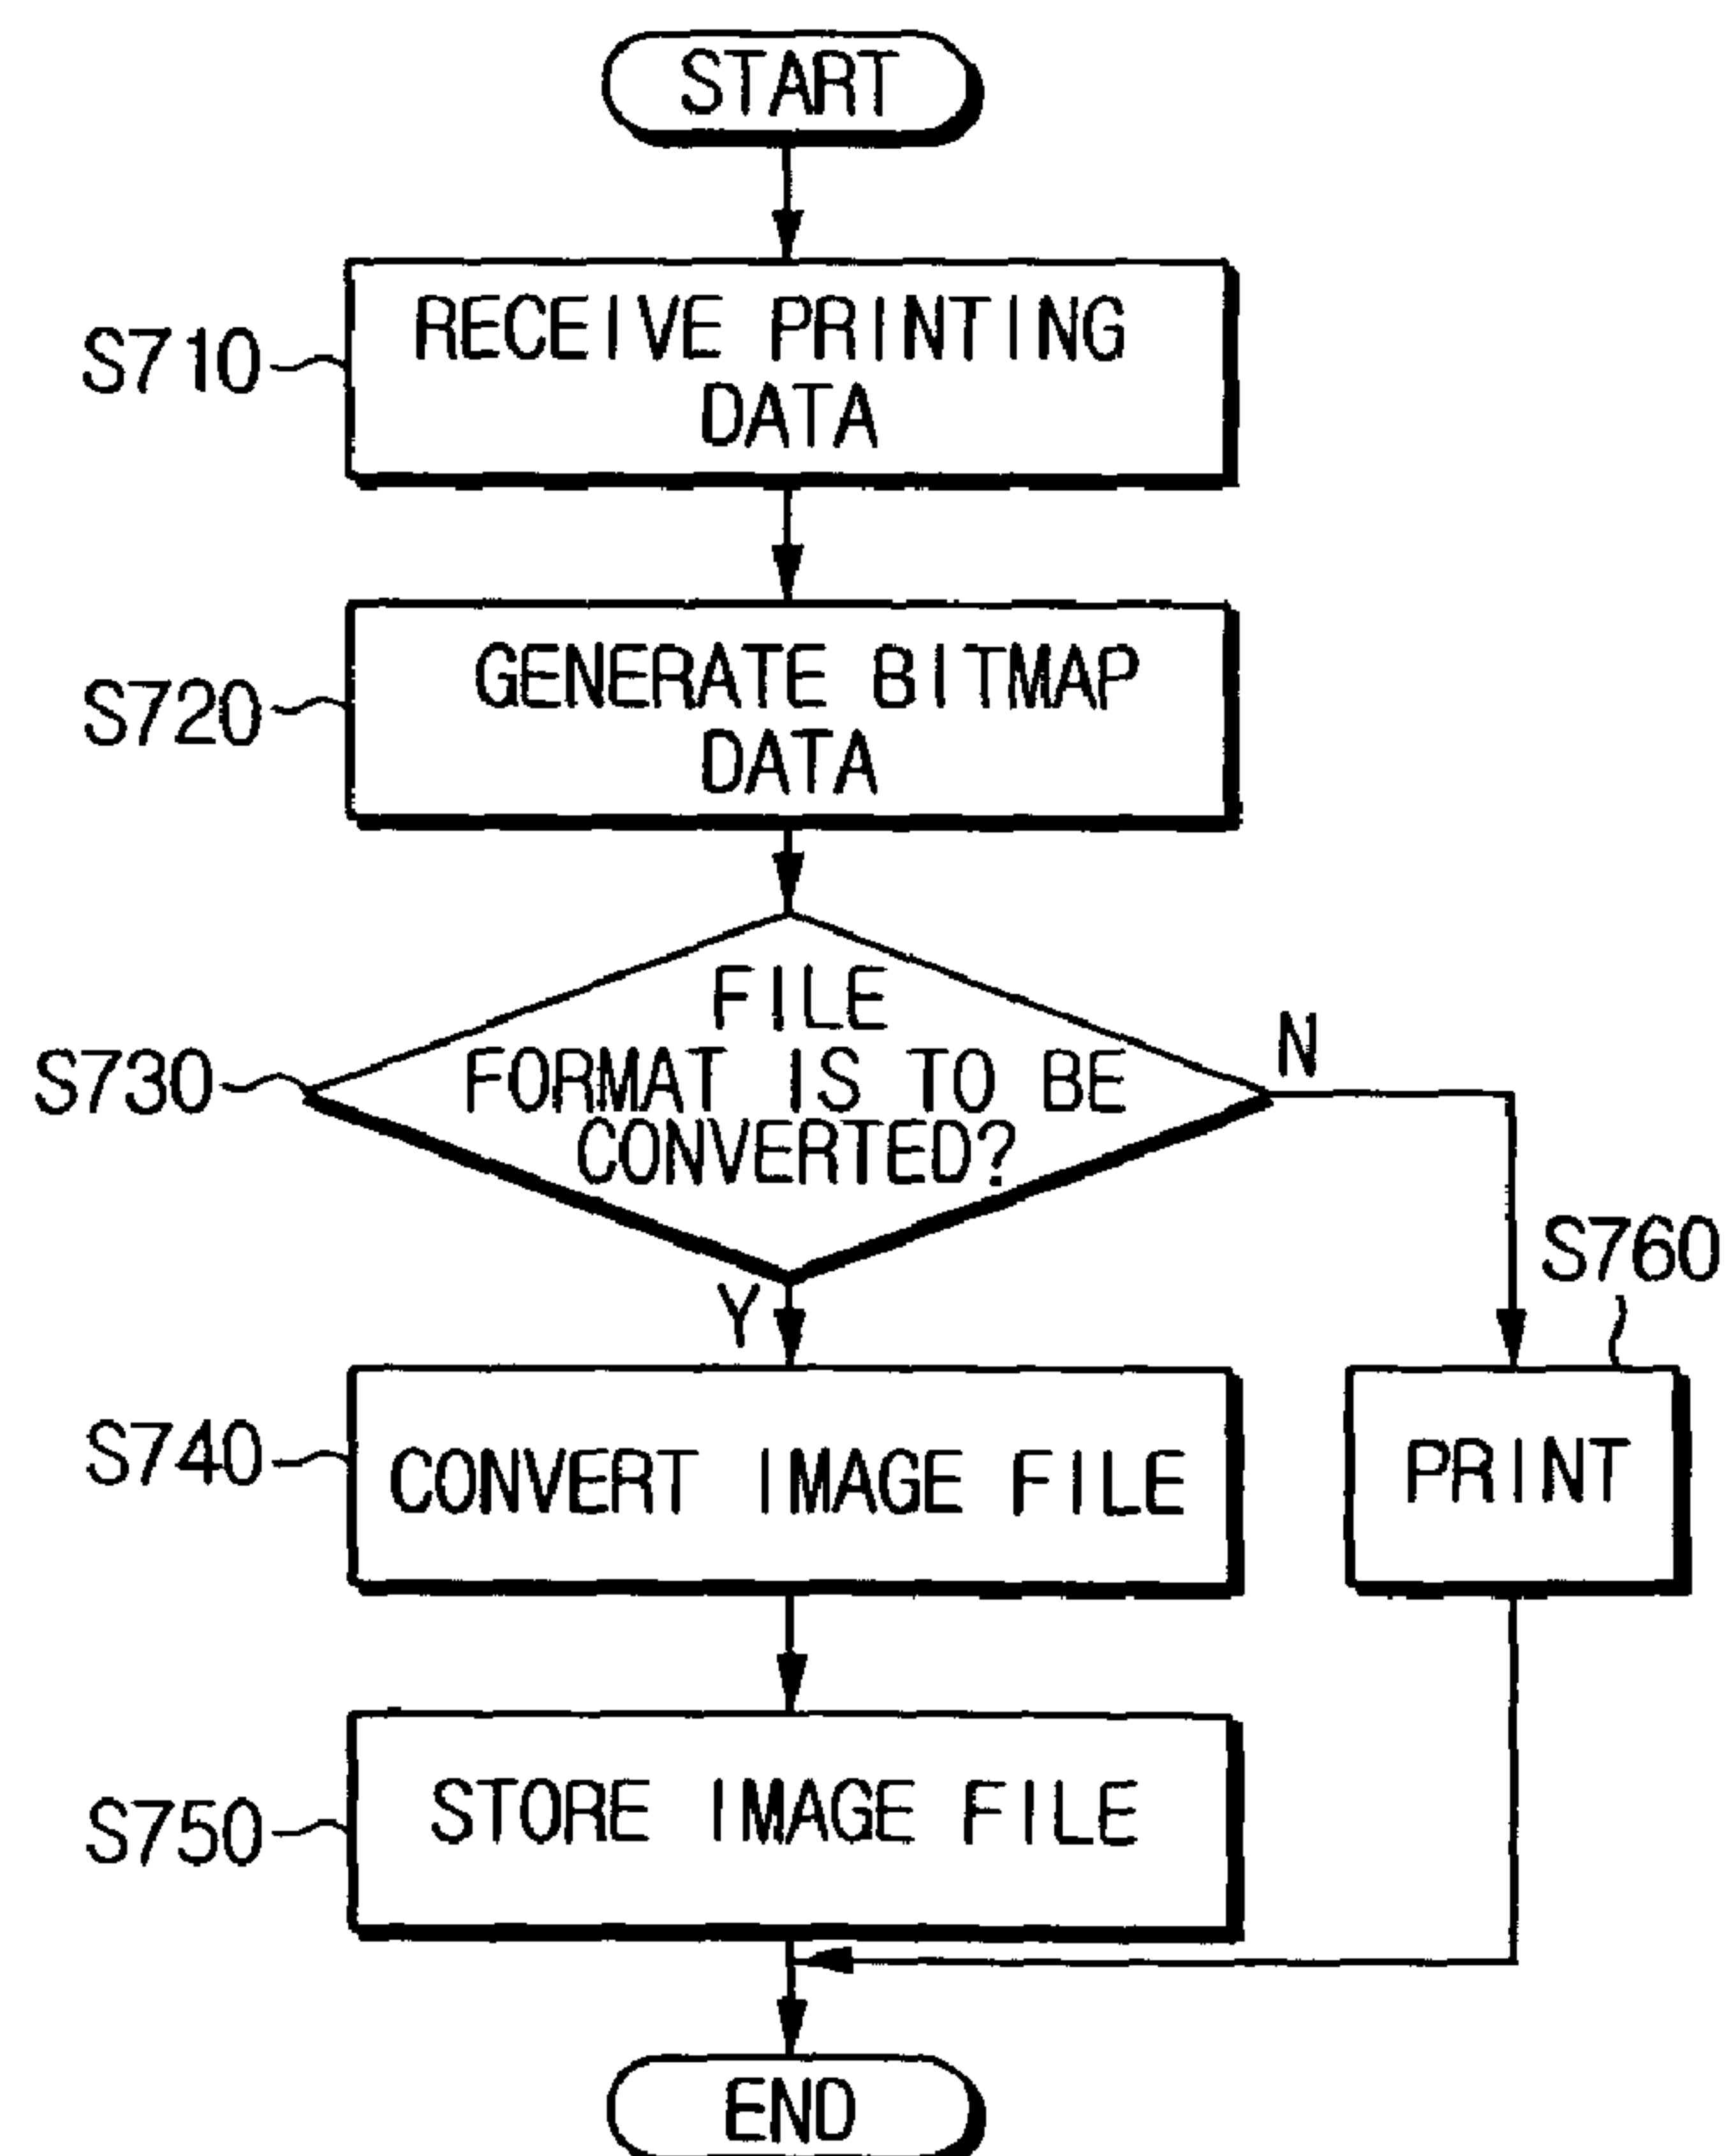 START
S710
RECEIVE PRINTING
DATA
S720
GENERATE BITMAP
DATA
S730
FILE
FORMAT IS TO BE
CONVERTED?
N
Y
S760
S740
CONVERT IMAGE FILE
PRINT
S750
STORE IMAGE FILE
END